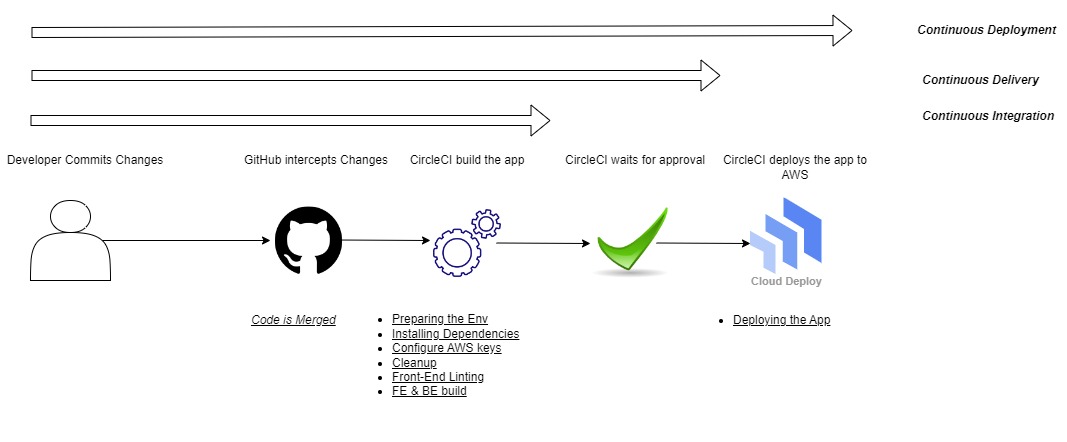 Continuous Deployment
Continuous Delivery
Continuous Integration
Developer Commits Changes
GitHub intercepts Changes
CircleCI build the app
CircleCI waits for approval
CircleCI deploys the app to
AWS
Cloud Deploy
Code is Merged
Preparing the Env
Installing Dependencies
Configure AWS keys
Cleanup
Front-End Linting
FE & BE build
Deploying the App